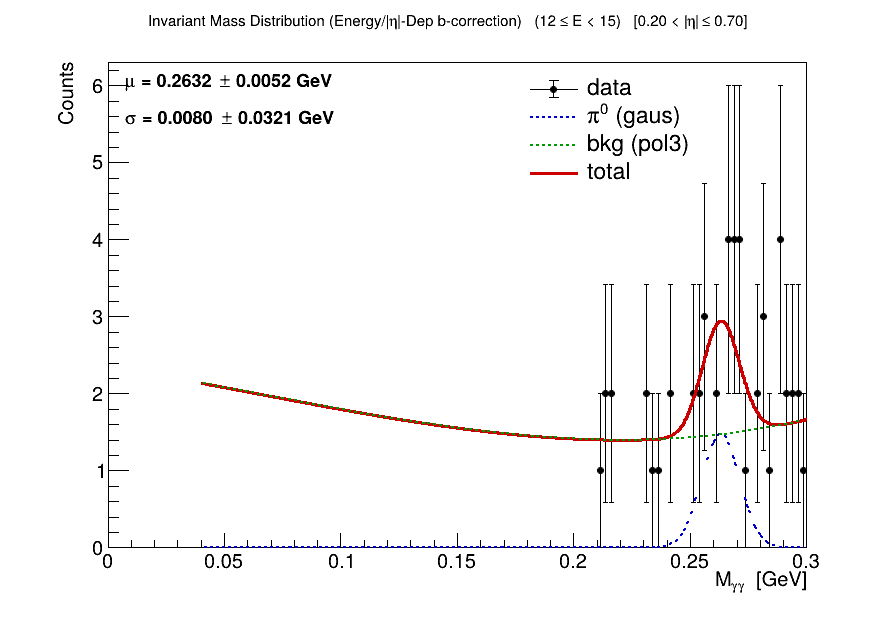 Invariant Mass Distribution (Energy/|η|-Dep b-correction) (12 ≤ E < 15) [0.20 < |η| ≤ 0.70]
Counts
μ = 0.2632 ± 0.0052 GeV
σ = 0.0080 ± 0.0321 GeV
data
π⁰ (gaus)
bkg (pol3)
total
6
5
4
3
2
1
0
0 0.05 0.1 0.15 0.2 0.25 0.3
M_γγ [GeV]